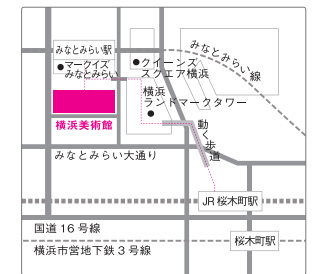 みなとみらい駅
マークイズ
みなとみらい
クイーンズ
スクエア横浜
みなとみらい線
横浜
ランドマークタワー
横浜美術館
動く歩道
みなとみらい大通り
JR 桜木町駅
国道16号線
桜木町駅
横浜市営地下鉄3号線